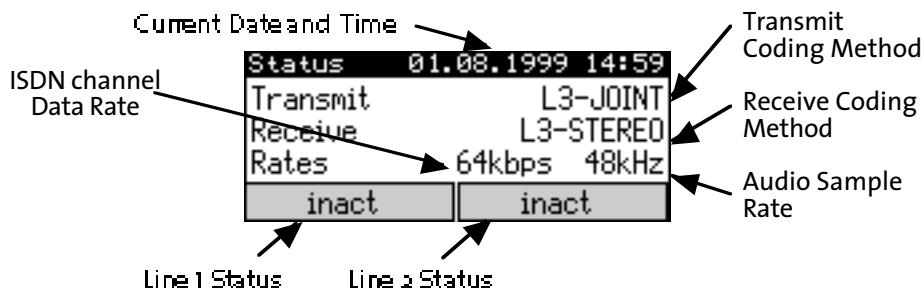 Current Date and Time
Transmit
Coding Method
ISDN channel
Data Rate
Status 01.08.1999 14:59
Transmit L3-JOINT
Receive L3-STEREO
Rates 64kbps 48kHz
inact inact
Receive Coding
Method
Audio Sample
Rate
Line 1 Status Line 2 Status